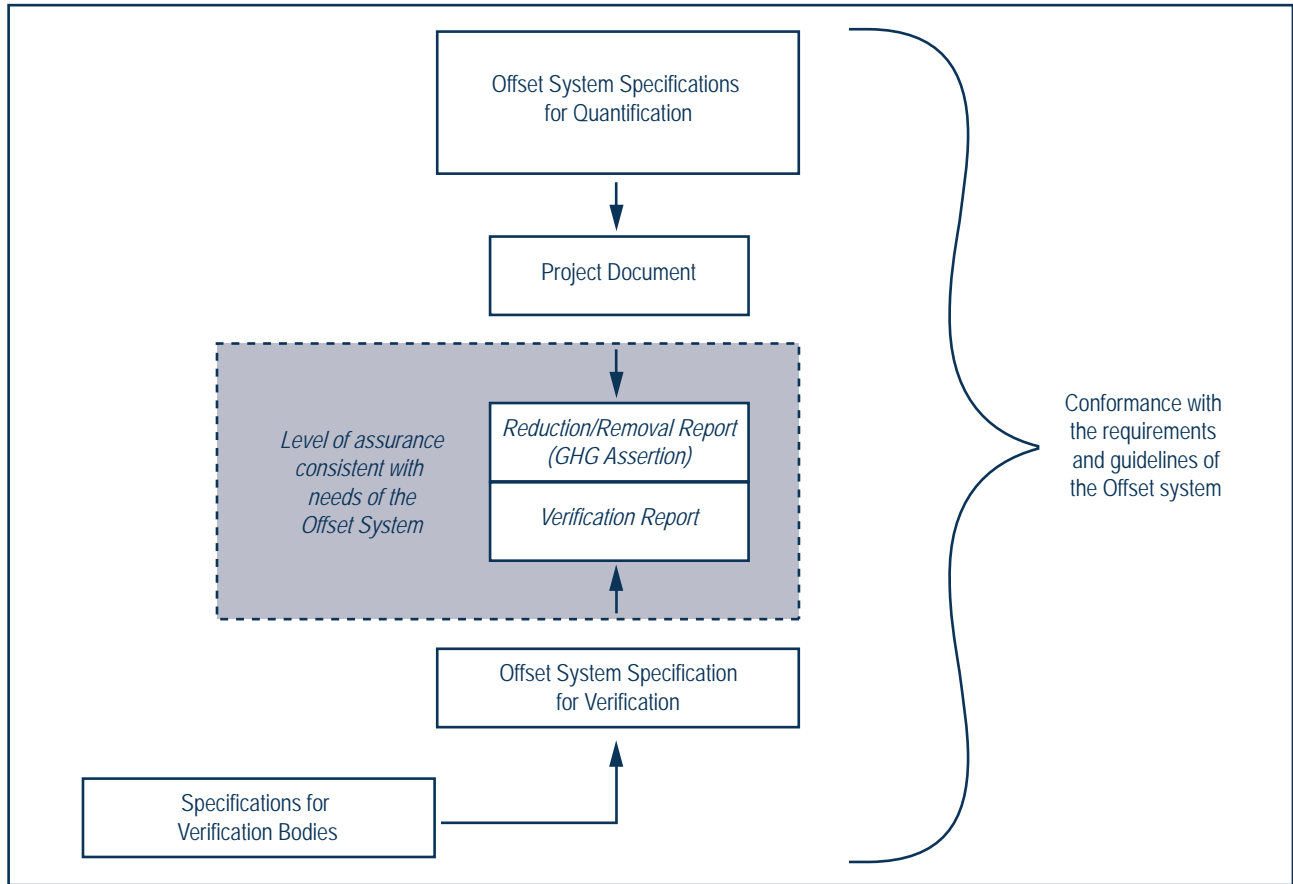 Offset System Specifications
for Quantification
Project Document
Level of assurance
consistent with
needs of the
Offset System
Reduction/Removal Report
(GHG Assertion)
Verification Report
Conformance with
the requirements
and guidelines of
the Offset system
Offset System Specification
for Verification
Specifications for
Verification Bodies